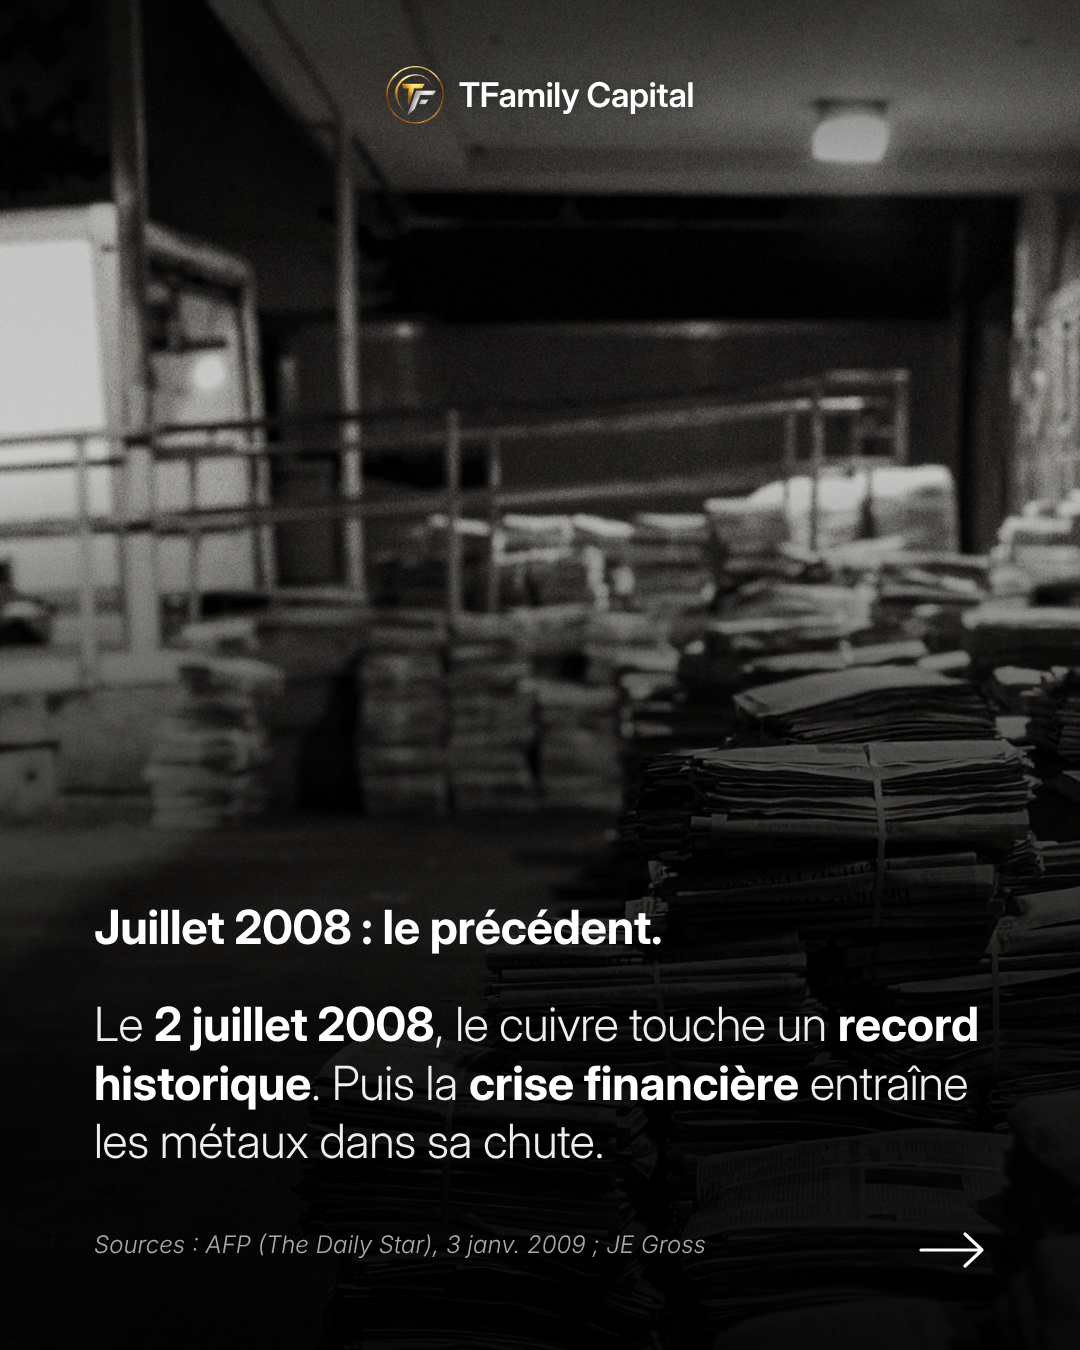 TF TFamily Capital
Juillet 2008 : le précédent.
Le 2 juillet 2008, le cuivre touche un record
historique. Puis la crise financière entraîne
les métaux dans sa chute.
Sources : AFP (The Daily Star), 3 janv. 2009 ; JE Gross